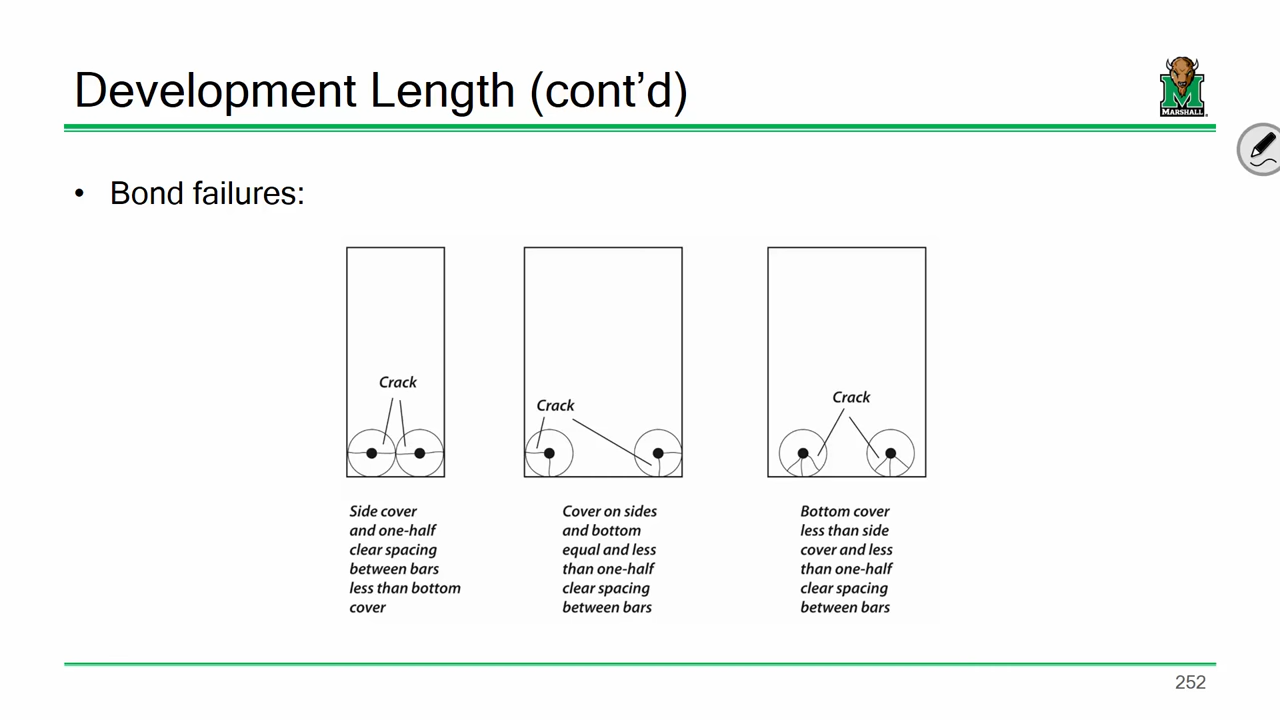 Development Length (cont’d)
MARSHALL
• Bond failures:
Crack
Crack
Crack
Side cover
and one-half
clear spacing
between bars
less than bottom
cover
Cover on sides
and bottom
equal and less
than one-half
clear spacing
between bars
Bottom cover
less than side
cover and less
than one-half
clear spacing
between bars
252